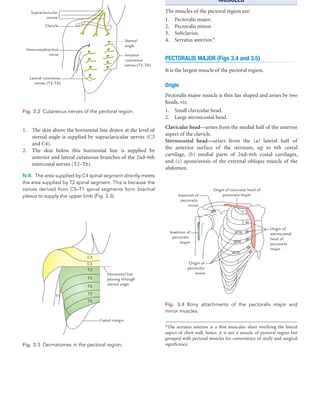 Supraclavicular
nerves
Clavicle
Sternal
angle
Intercostobrachial
nerve
Anterior
cutaneous
nerves (T2–T6)
Lateral cutaneous
nerves (T3–T6)
Fig. 3.2 Cutaneous nerves of the pectoral region.
1. The skin above the horizontal line drawn at the level of
sternal angle is supplied by supraclavicular nerves (C3
and C4).
2. The skin below this horizontal line is supplied by
anterior and lateral cutaneous branches of the 2nd–6th
intercostal nerves (T2–T6).
N.B. The area supplied by C4 spinal segment directly meets
the area supplied by T2 spinal segment. This is because the
nerves derived from C5–T1 spinal segments form brachial
plexus to supply the upper limb (Fig. 3.3).
C3
C4
T2
T3
T4
T5
T6
Horizontal line
passing through
sternal angle
Costal margin
Fig. 3.3 Dermatomes in the pectoral region.
MUSCLES
The muscles of the pectoral region are:
1. Pectoralis major.
2. Pectoralis minor.
3. Subclavius.
4. Serratus anterior.*
PECTORALIS MAJOR (Figs 3.4 and 3.5)
It is the largest muscle of the pectoral region.
Origin
Pectoralis major muscle is thin fan shaped and arises by two
heads, viz.
1. Small clavicular head.
2. Large sternocostal head.
Clavicular head—arises from the medial half of the anterior
aspect of the clavicle.
Sternocostal head—arises from the (a) lateral half of
the anterior surface of the sternum, up to 6th costal
cartilage, (b) medial parts of 2nd–6th costal cartilages,
and (c) aponeurosis of the external oblique muscle of the
abdomen.
Origin of clavicular head of
pectoralis major
Insertion of
pectoralis
minor
Insertion of
pectoralis
major
Origin of
sternocostal
head of
pectoralis
major
Origin of
pectoralis
minor
Fig. 3.4 Bony attachments of the pectoralis major and
minor muscles.
*The serratus anterior is a thin muscular sheet overlying the lateral
aspect of chest wall, hence, it is not a muscle of pectoral region but
grouped with pectoral muscles for convenience of study and surgical
significance.